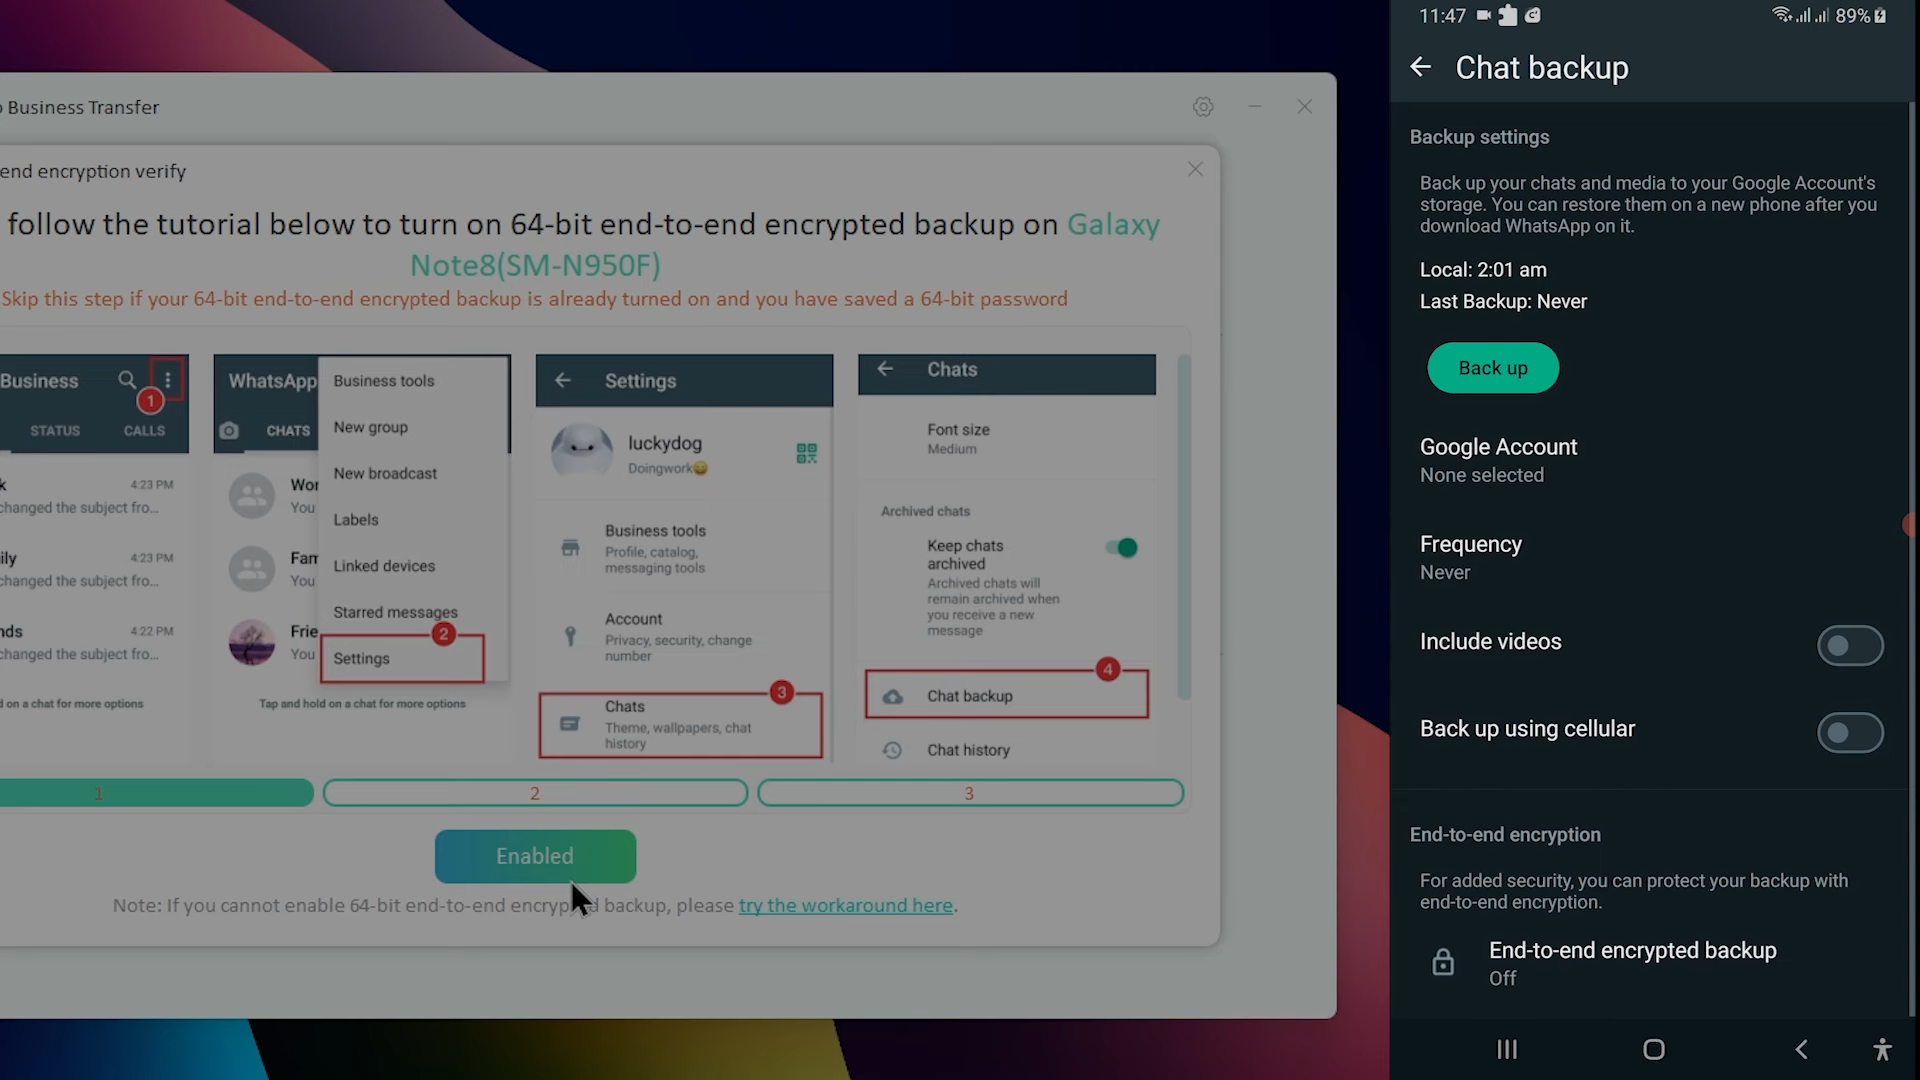 Business Transfer
end encryption verify
follow the tutorial below to turn on 64-bit end-to-end encrypted backup on Galaxy
Note8(SM-N950F)
Skip this step if your 64-bit end-to-end encrypted backup is already turned on and you have saved a 64-bit password
Business
1
STATUS
CALLS
4:23 PM
changed the subject fro...
4:23 PM
changed the subject fro...
4:22 PM
changed the subject fro...
on a chat for more options
WhatsApp
CHATS
Wor
You
Fam
You
Frie
You
Business tools
New group
New broadcast
Labels
Linked devices
Starred messages
2
Settings
Tap and hold on a chat for more options
Settings
luckydog
Doingwork😄
Business tools
Profile, catalog,
messaging tools
Account
Privacy, security, change
number
3
Chats
Theme, wallpapers, chat
history
Chats
Font size
Medium
Archived chats
Keep chats
archived
Archived chats will
remain archived when
you receive a new
message
4
Chat backup
Chat history
1
2
3
Enabled
Note: If you cannot enable 64-bit end-to-end backup, please try the workaround here.
11:47
89%
Chat backup
Backup settings
Back up your chats and media to your Google Account's
storage. You can restore them on a new phone after you
download WhatsApp on it.
Local: 2:01 am
Last Backup: Never
Back up
Google Account
None selected
Frequency
Never
Include videos
Back up using cellular
End-to-end encryption
For added security, you can protect your backup with
end-to-end encryption.
End-to-end encrypted backup
Off